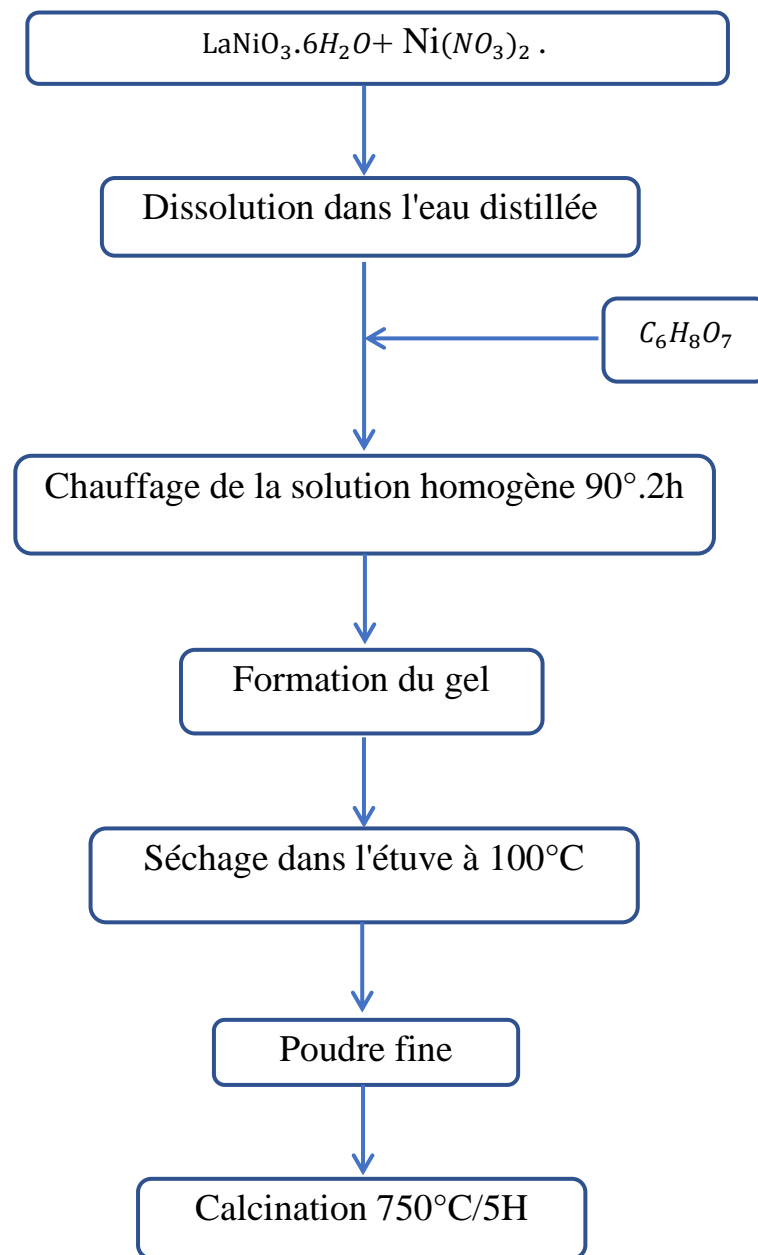 LaNiO₃.6H₂O+ Ni(NO₃)₂ .
Dissolution dans l'eau distillée
C₆H₈O₇
Chauffage de la solution homogène 90°.2h
Formation du gel
Séchage dans l'étuve à 100°C
Poudre fine
Calcination 750°C/5H